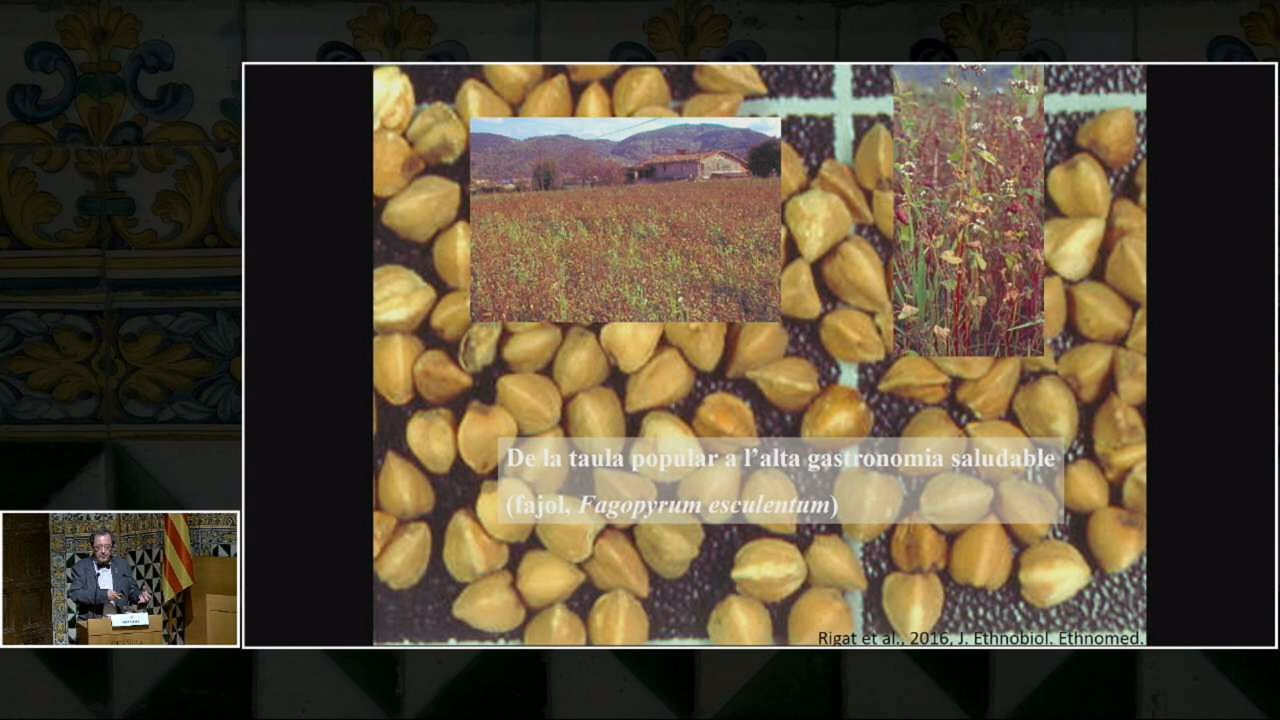 De la taula popular a l’alta gastronomia saludable
(fajol, Fagopyrum esculentum)
Rigat et al., 2016, J. Ethnobiol. Ethnomed.